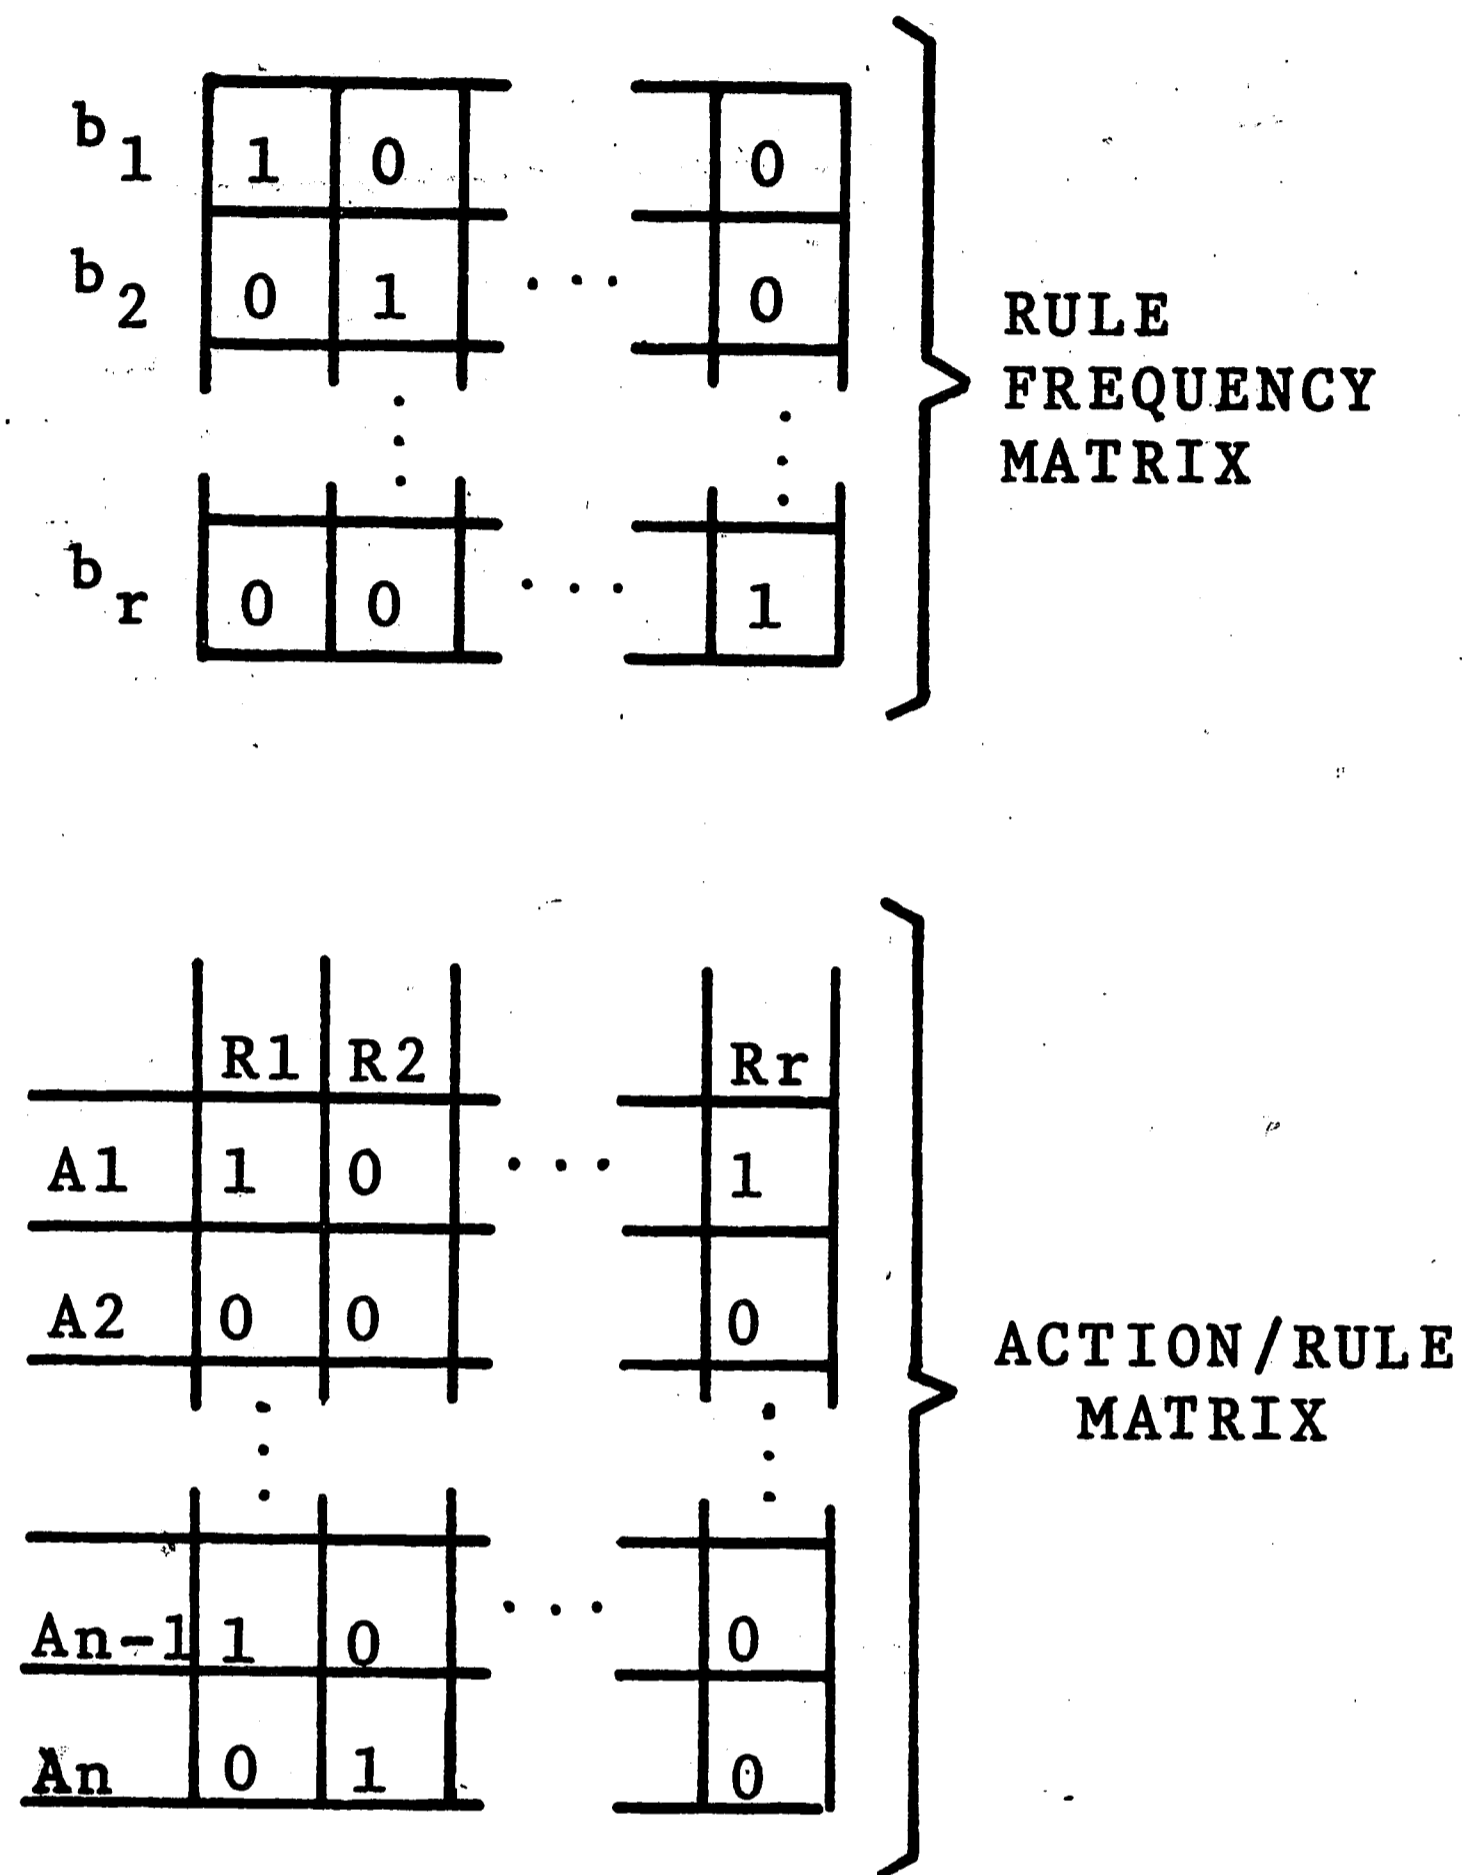 b1 1 0 0
b2 0 1 ... 0
RULE
FREQUENCY
MATRIX
br 0 0 ... 1
R1 R2 Rr
A1 1 0 ... 1
A2 0 0 0
ACTION/RULE
MATRIX
An-1 1 0 ... 0
An 0 1 0